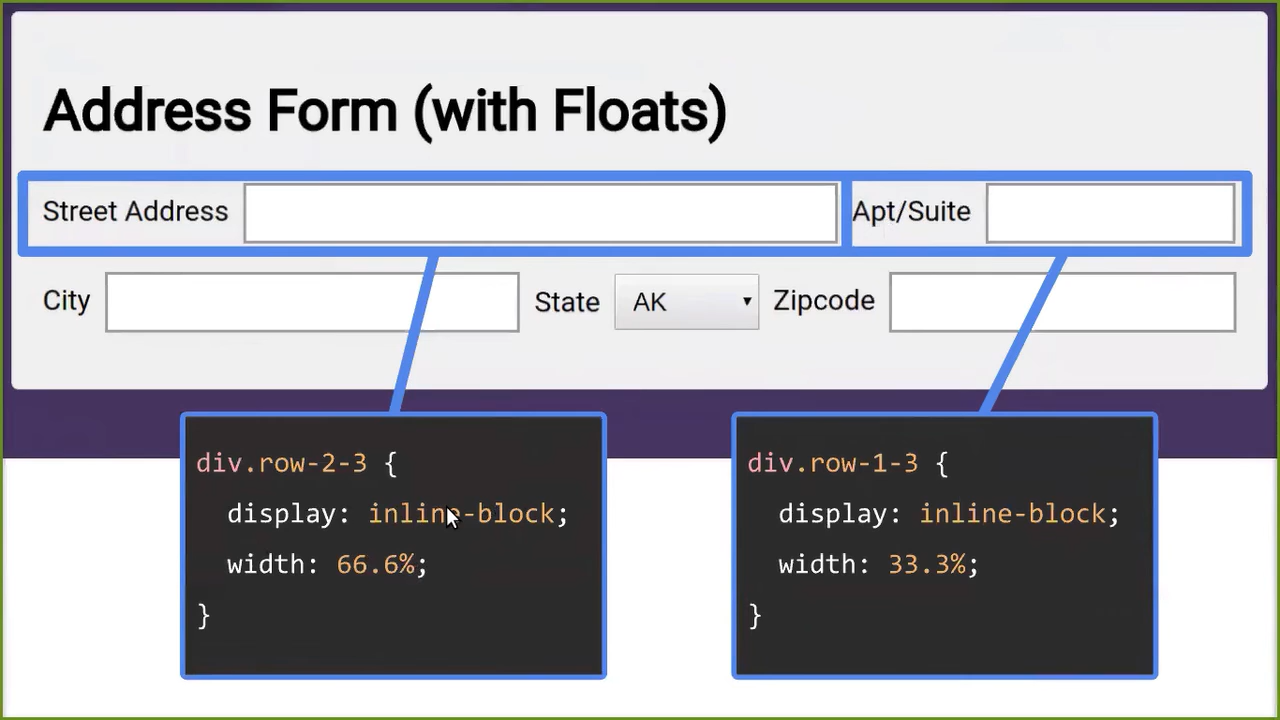 Address Form (with Floats)
Street Address Apt/Suite
City State AK Zipcode
div.row-2-3 {
display: inline-block;
width: 66.6%;
}
div.row-1-3 {
display: inline-block;
width: 33.3%;
}